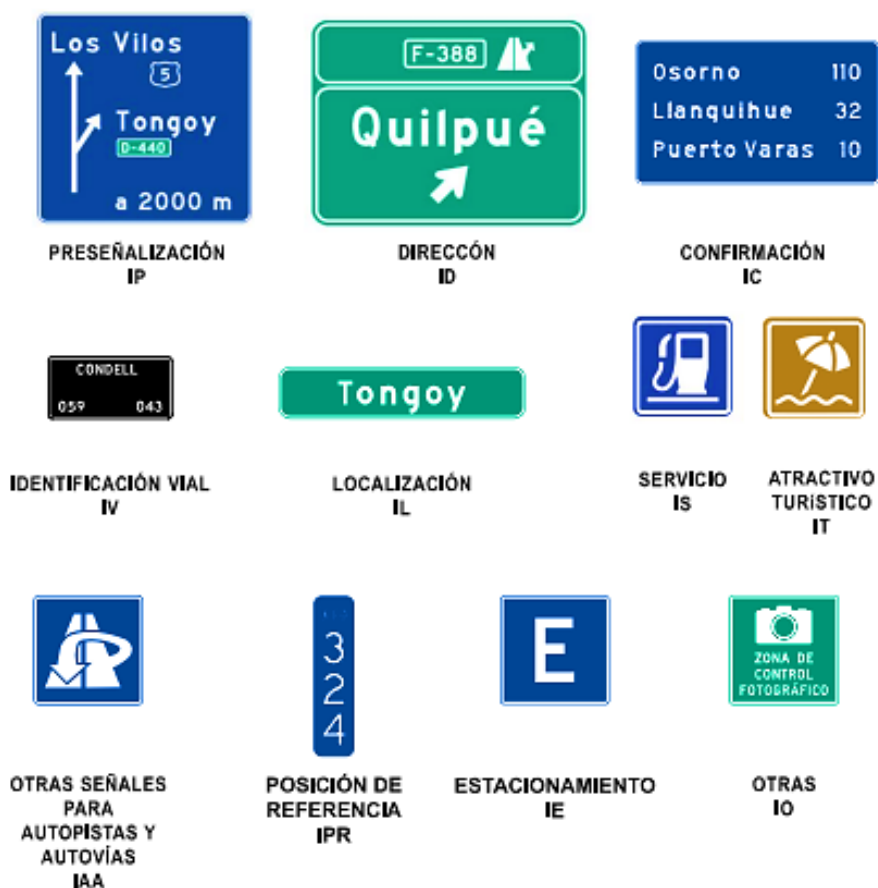 Los Vilos
5
Tongoy
D-440
a 2000 m
PRESEÑALIZACIÓN
IP
F-388
Quilpué
DIRECCÓN
ID
Osorno 110
Llanquihue 32
Puerto Varas 10
CONFIRMACIÓN
IC
CONDELL
059 043
IDENTIFICACIÓN VIAL
IV
Tongoy
LOCALIZACIÓN
IL
SERVICIO
IS
ATRACTIVO
TURíSTICO
IT
OTRAS SEÑALES
PARA
AUTOPISTAS Y
AUTOVÍAS
IAA
3
2
4
POSICIÓN DE
REFERENCIA
IPR
E
ESTACIONAMIENTO
IE
ZONA DE
CONTROL
FOTOGRÁFICO
OTRAS
IO